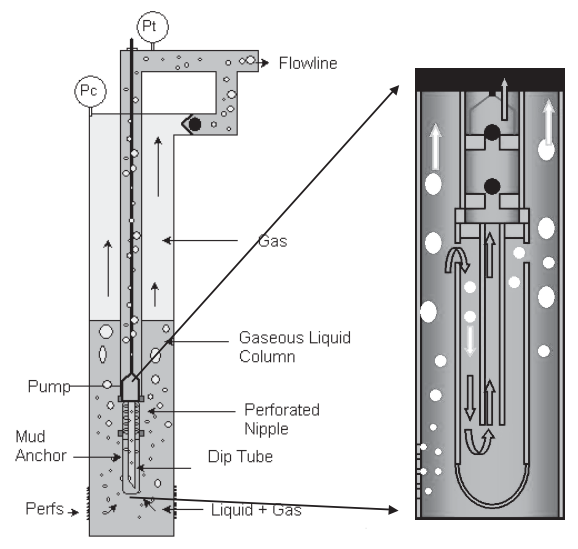 Pt
Flowline
Pc
Gas
Gaseous Liquid
Column
Pump
Perforated
Nipple
Mud
Anchor
Dip Tube
Perfs
Liquid + Gas